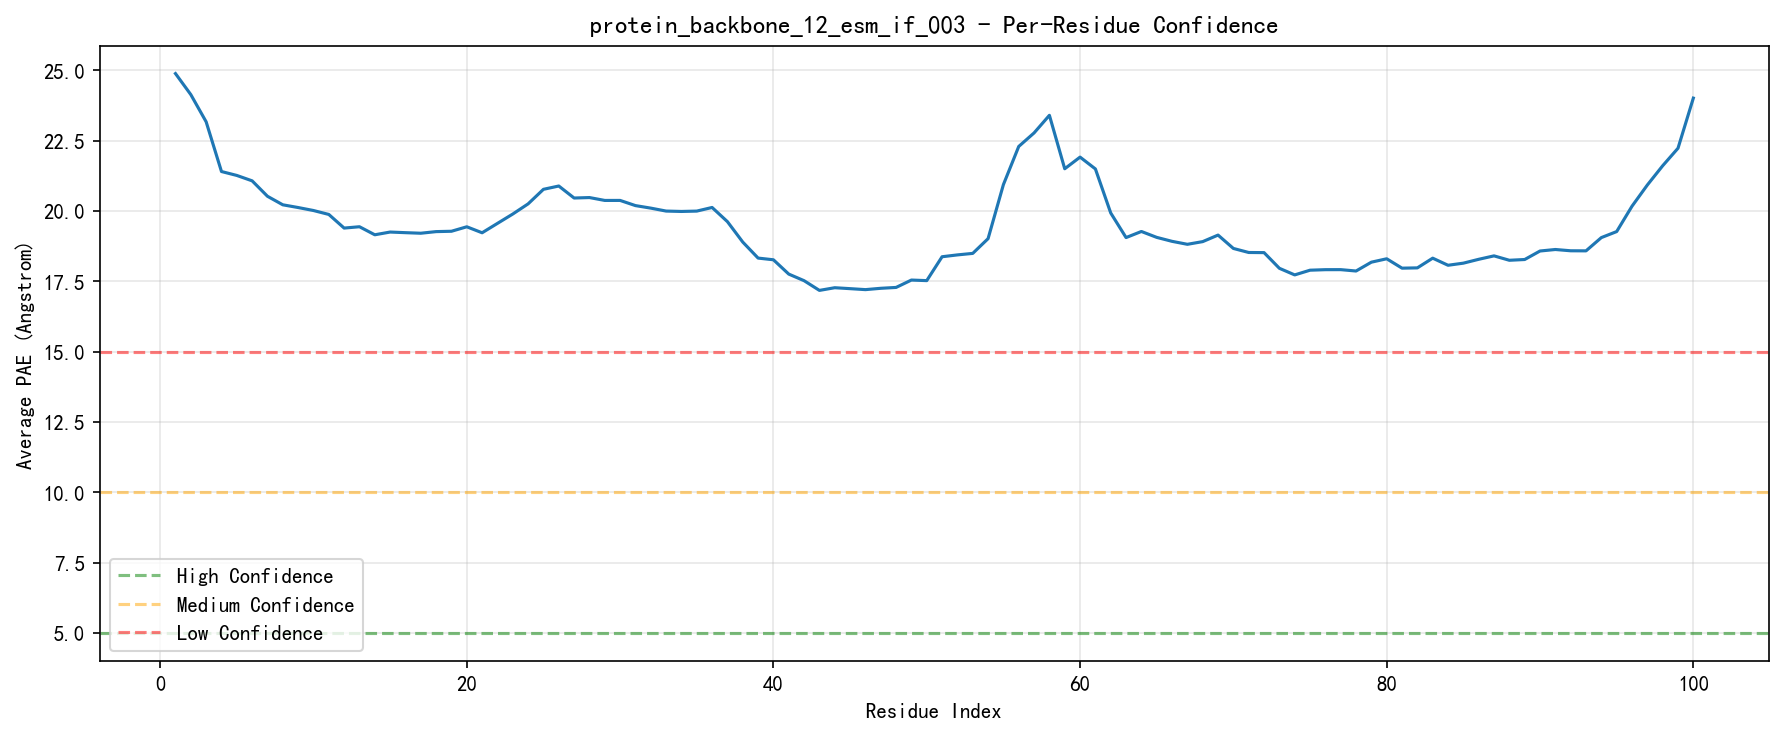 protein_backbone_12_esm_if_003 - Per-Residue Confidence
Average PAE (Angstrom)
25.0
22.5
20.0
17.5
15.0
12.5
10.0
7.5
5.0
High Confidence
Medium Confidence
Low Confidence
0 20 40 60 80 100
Residue Index